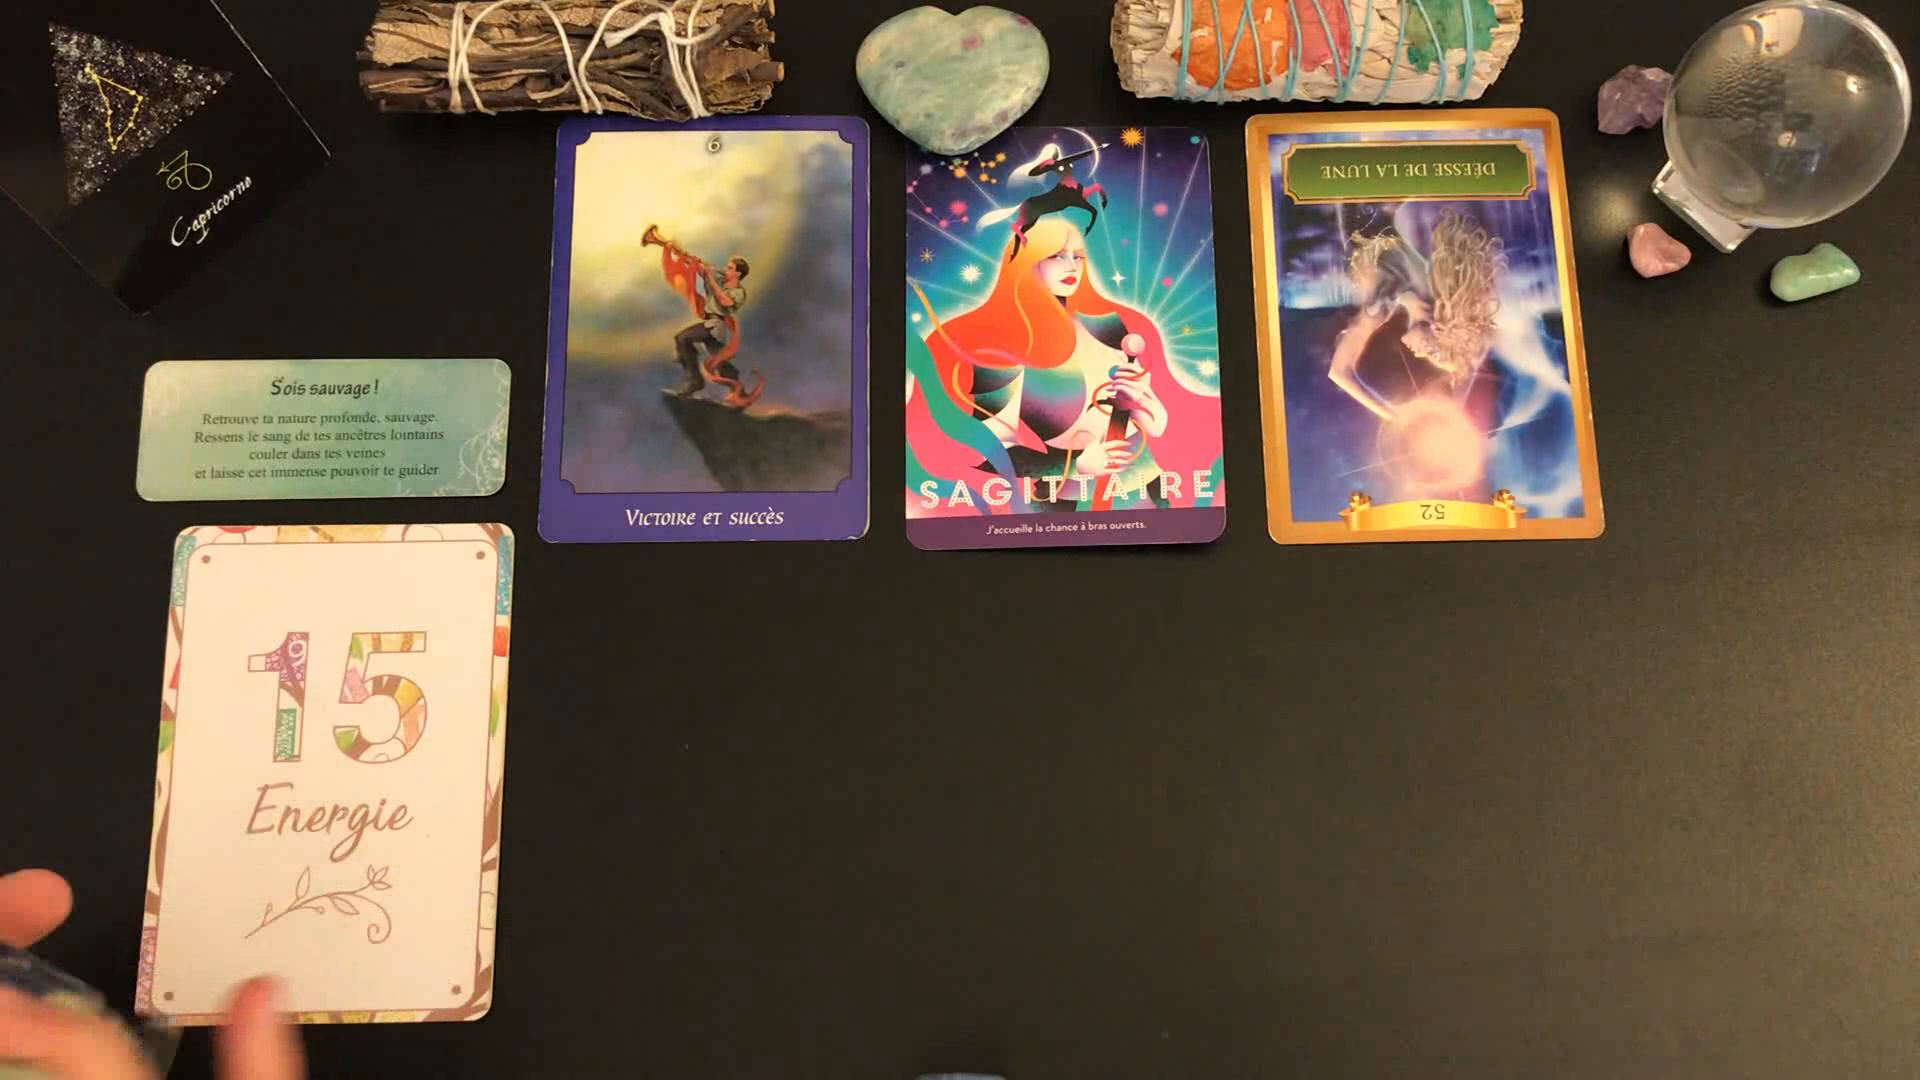 Capricorno
Sois sauvage !
Retrouve ta nature profonde, sauvage.
Ressens le sang de tes ancêtres lointains
couler dans tes veines
et laisse cet immense pouvoir te guider
6
Victoire et succès
SAGITTAIRE
J'accueille la chance à bras ouverts.
DÉESSE DE LA LUNE
52
15
Energie